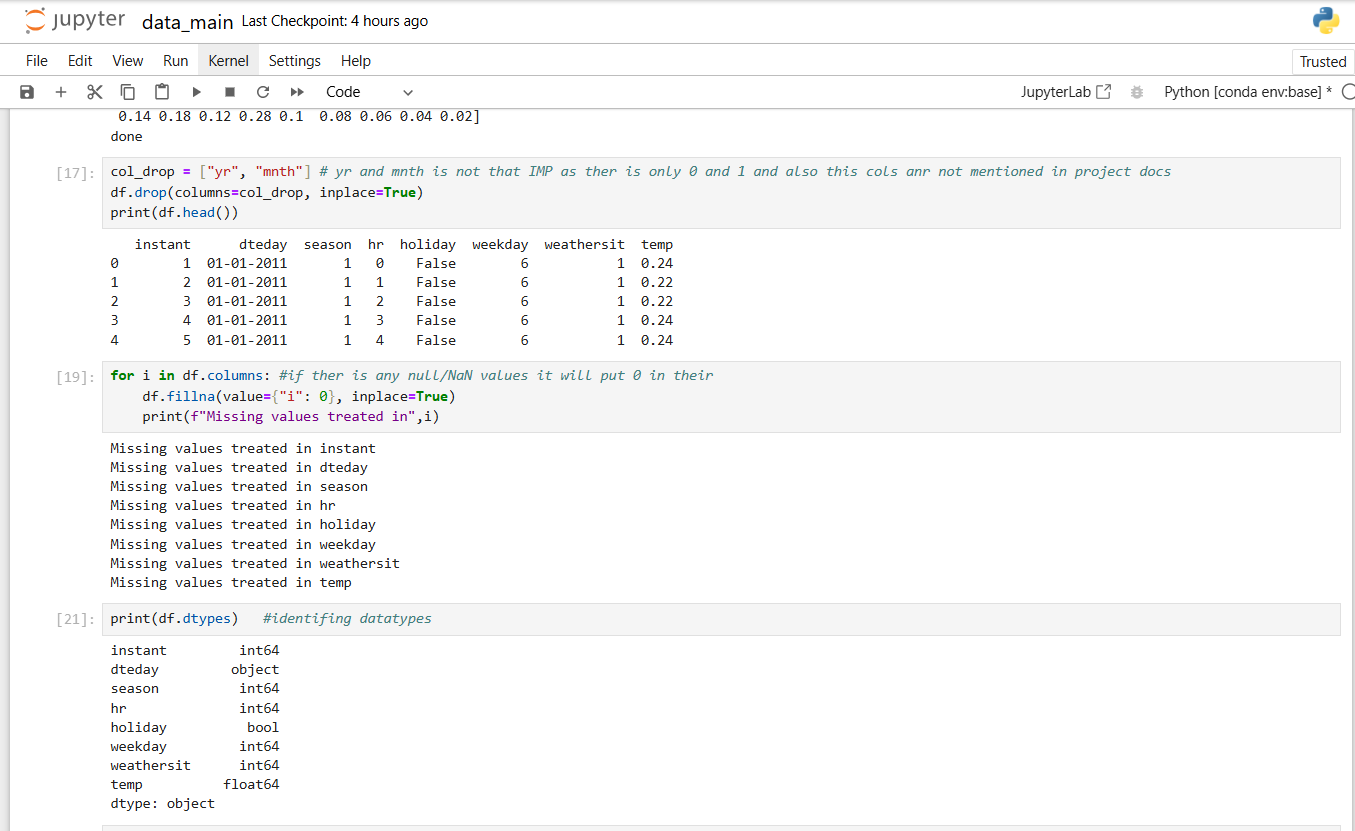 jupyter data_main Last Checkpoint: 4 hours ago
File Edit View Run Kernel Settings Help Trusted
Code JupyterLab Python [conda env:base] *
0.14 0.18 0.12 0.28 0.1  0.08 0.06 0.04 0.02]
done
[17]: col_drop = ["yr", "mnth"] # yr and mnth is not that IMP as ther is only 0 and 1 and also this cols anr not mentioned in project docs
df.drop(columns=col_drop, inplace=True)
print(df.head())
instant dteday season hr holiday weekday weathersit temp
0 1 01-01-2011 1 0 False 6 1 0.24
1 2 01-01-2011 1 1 False 6 1 0.22
2 3 01-01-2011 1 2 False 6 1 0.22
3 4 01-01-2011 1 3 False 6 1 0.24
4 5 01-01-2011 1 4 False 6 1 0.24
[19]: for i in df.columns: #if ther is any null/NaN values it will put 0 in their
df.fillna(value={"i": 0}, inplace=True)
print(f"Missing values treated in",i)
Missing values treated in instant
Missing values treated in dteday
Missing values treated in season
Missing values treated in hr
Missing values treated in holiday
Missing values treated in weekday
Missing values treated in weathersit
Missing values treated in temp
[21]: print(df.dtypes) #identifing datatypes
instant int64
dteday object
season int64
hr int64
holiday bool
weekday int64
weathersit int64
temp float64
dtype: object